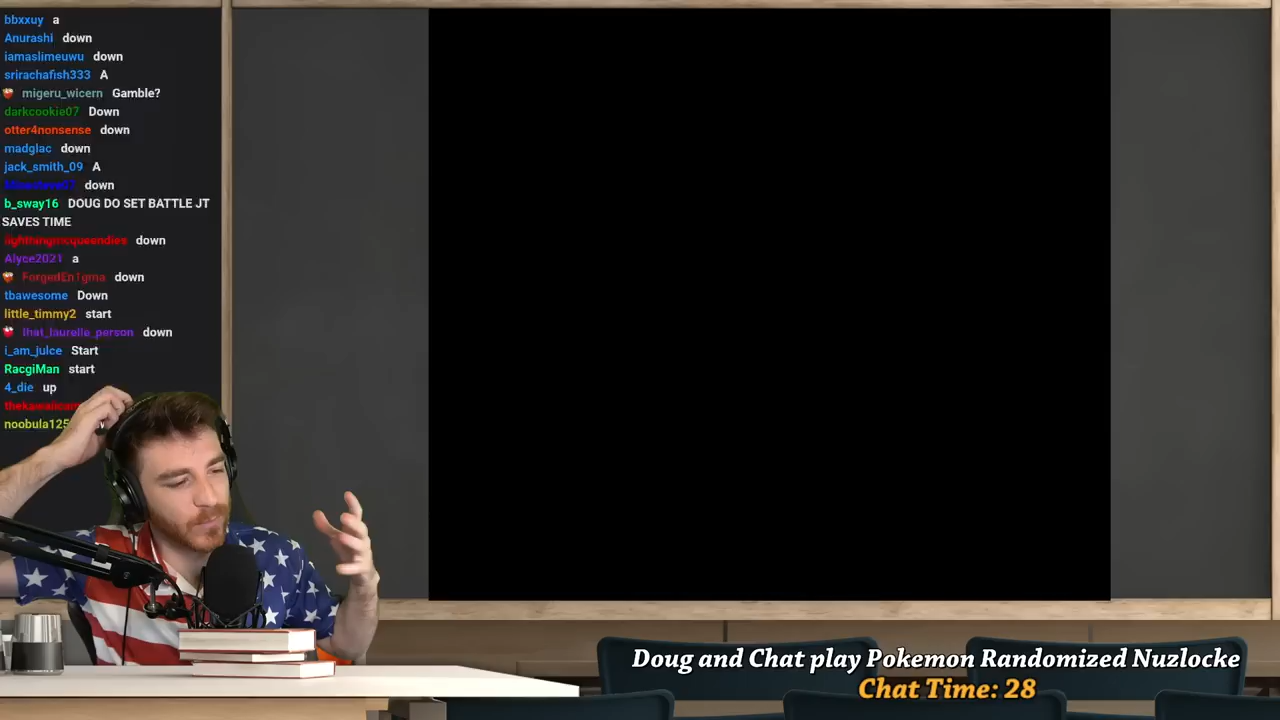 bbxxuy a
Anurashi down
iamaslimeuwu down
srirachafish333 A
migeru_wicern Gamble?
darkcookie07 Down
otter4nonsense down
madglac down
jack_smith_09 A
down
b_sway16 DOUG DO SET BATTLE JT
SAVES TIME
lightningmcqueendies down
Alyce2021 a
ForgedEn1gma down
tbawesome Down
little_timmy2 start
that_laurelle_person down
i_am_julce Start
RacgiMan start
4_die up
noobula125
Doug and Chat play Pokemon Randomized Nuzlocke
Chat Time: 28